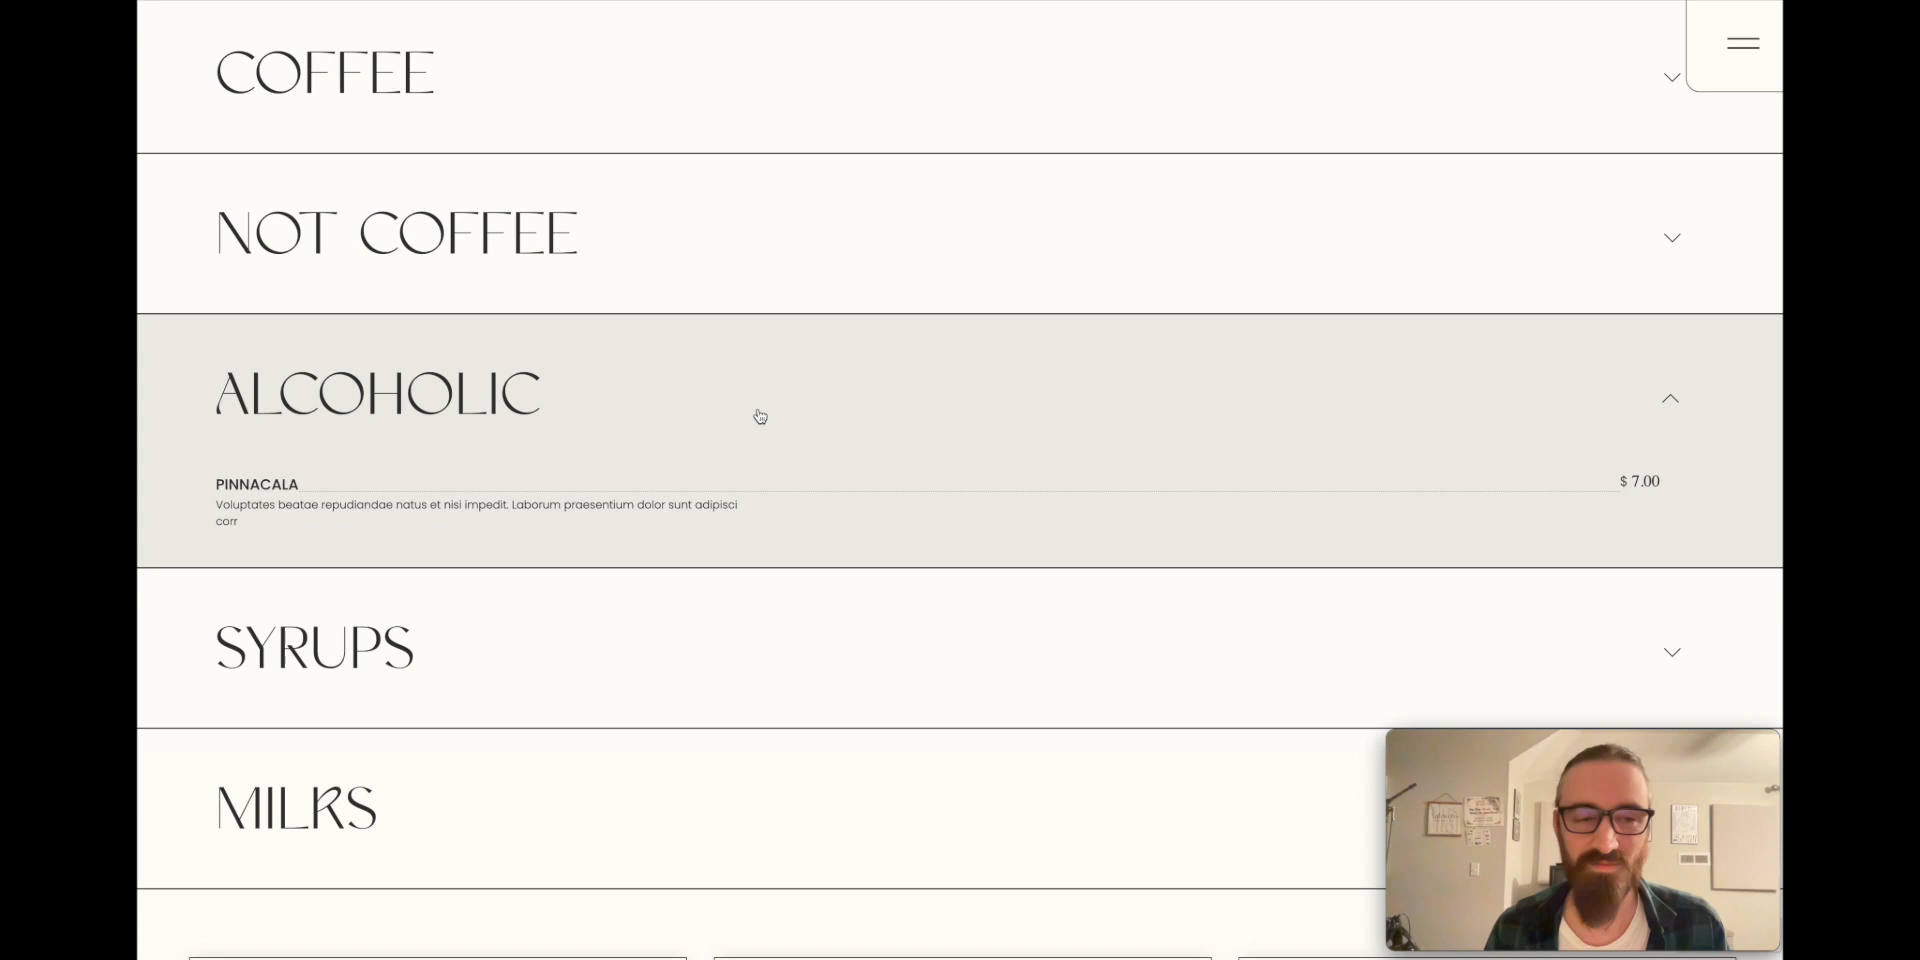 COFFEE
NOT COFFEE
ALCOHOLIC
PINNACALA $ 7.00
Voluptates beatae repudiandae natus et nisi impedit. Laborum praesentium dolor sunt adipisci
corr
SYRUPS
MILKS